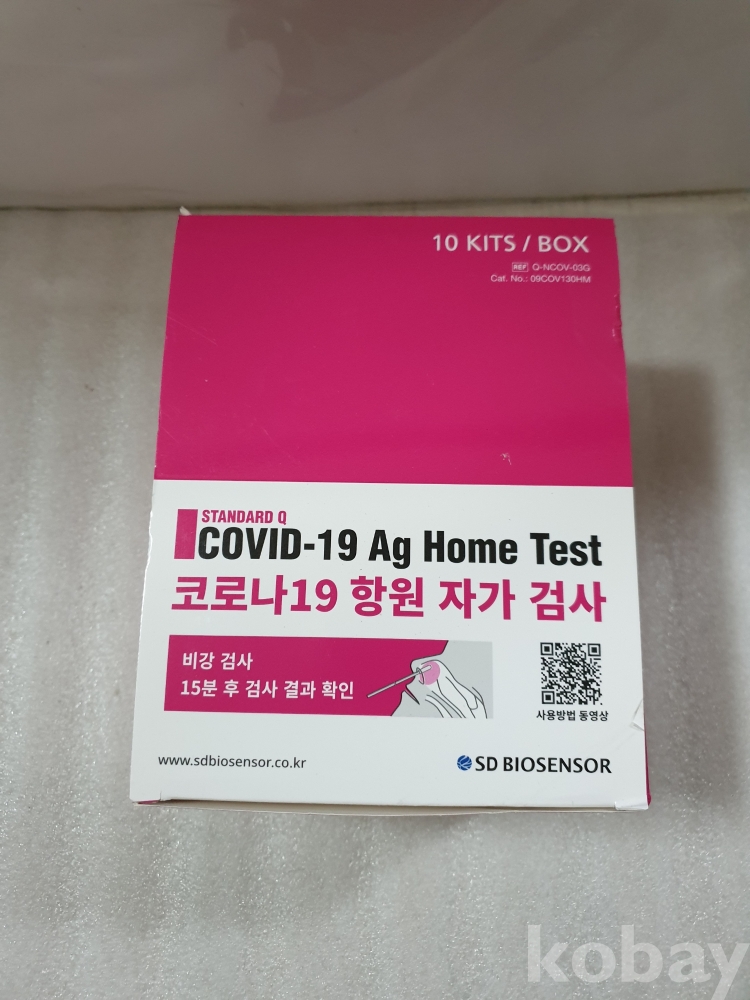 10 KITS / BOX
REF Q-NCOV-03G
Cat. No.: 09COV130HM
STANDARD Q
COVID-19 Ag Home Test
코로나19 항원 자가 검사
비강 검사
15분 후 검사 결과 확인
사용방법 동영상
www.sdbiosensor.co.kr
SD BIOSENSOR
kobay